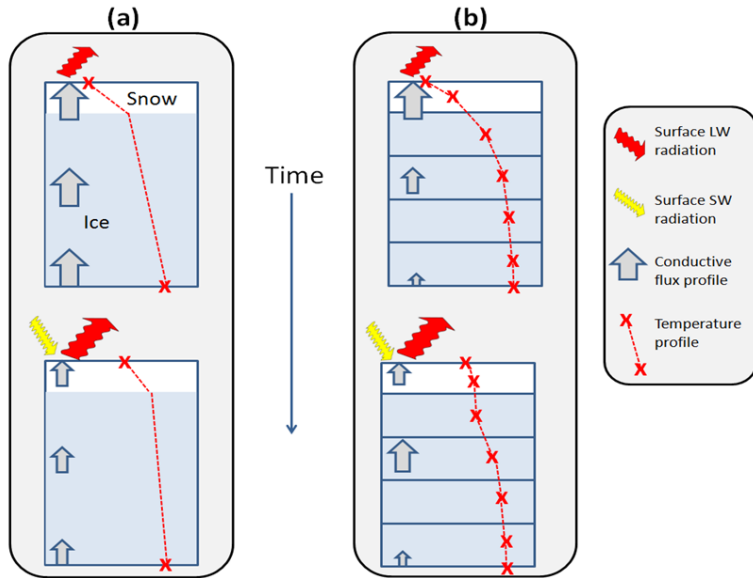 (a)
(b)
Snow
Ice
Time
Surface LW
radiation
Surface SW
radiation
Conductive
flux profile
Temperature
profile